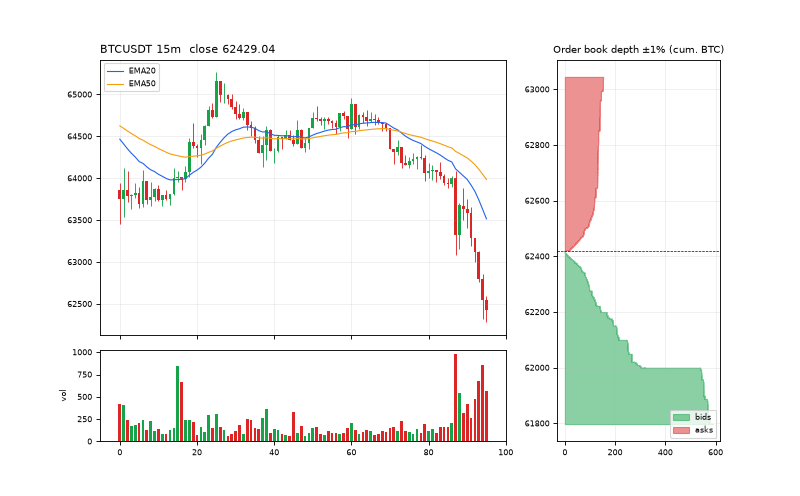 BTCUSDT 15m  close 62429.04
EMA20
EMA50
65000
64500
64000
63500
63000
62500
1000
750
500
250
0
vol
0 20 40 60 80 100
Order book depth ±1% (cum. BTC)
63000
62800
62600
62400
62200
62000
61800
bids
asks
0 200 400 600